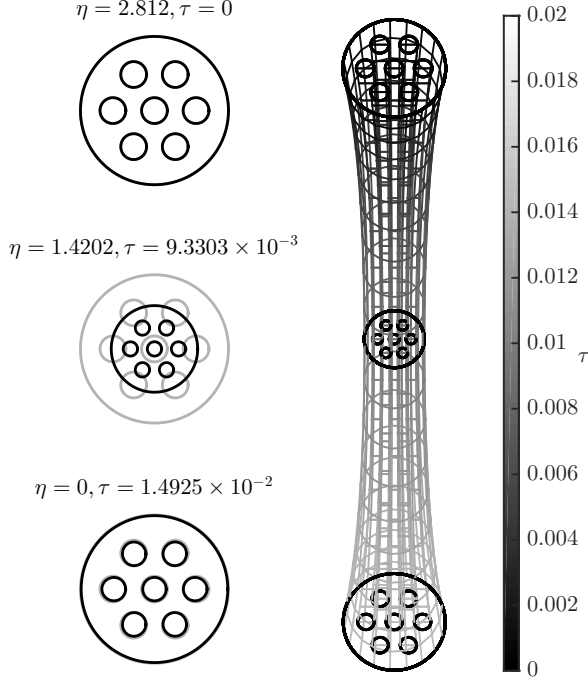 η = 2.812, τ = 0
η = 1.4202, τ = 9.3303 × 10⁻³
η = 0, τ = 1.4925 × 10⁻²
0.02
0.018
0.016
0.014
0.012
0.01
τ
0.008
0.006
0.004
0.002
0